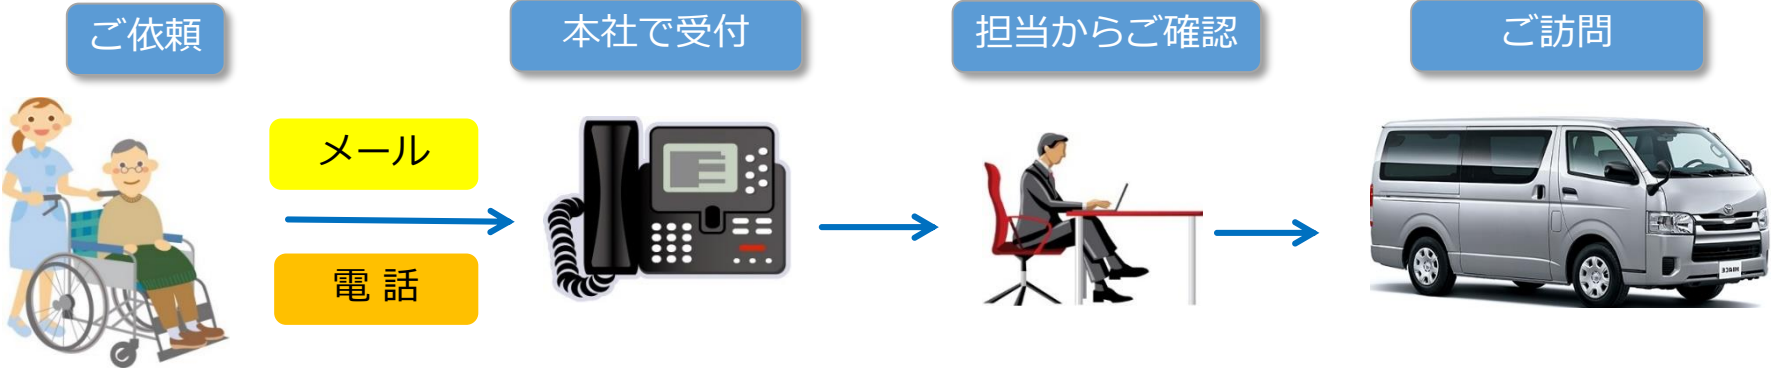 ご依頼
本社で受付
担当からご確認
ご訪問
メール
電 話